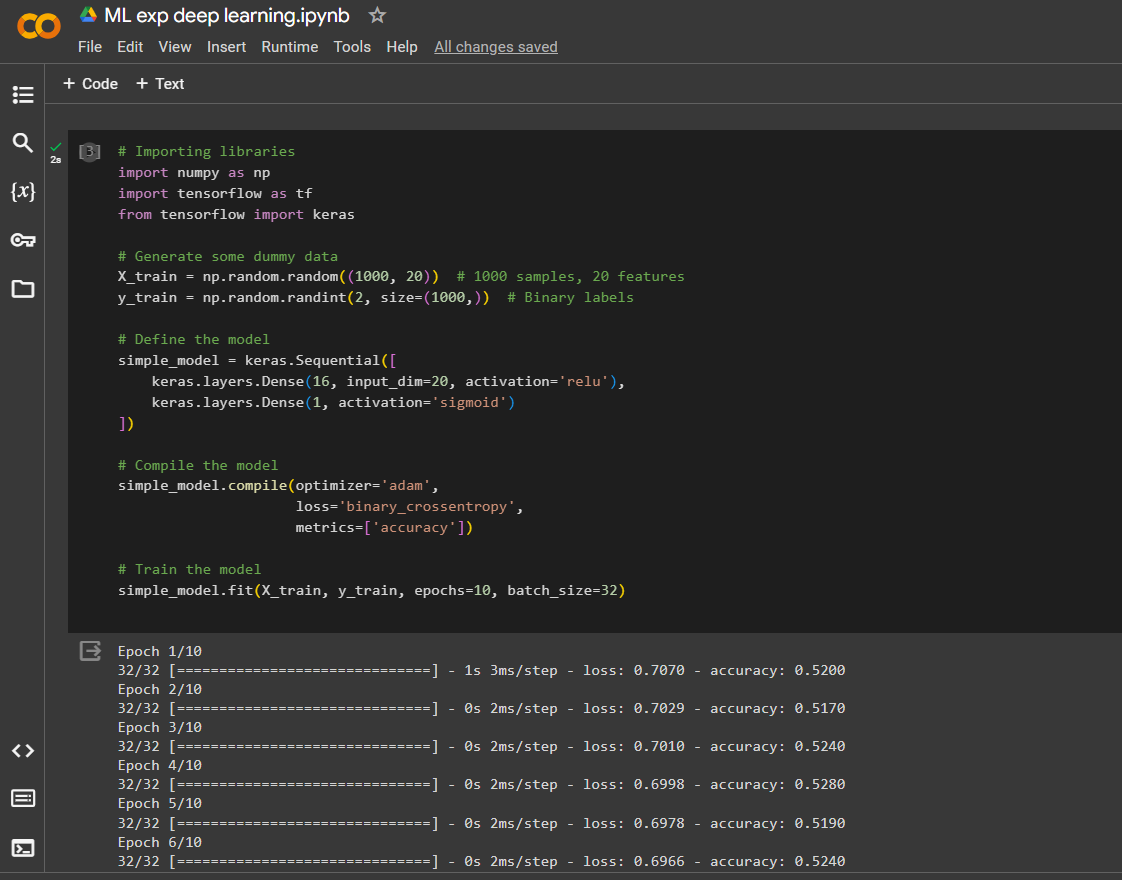 ML exp deep learning.ipynb
File Edit View Insert Runtime Tools Help All changes saved
+ Code + Text
{x}
2s
[3]
# Importing libraries
import numpy as np
import tensorflow as tf
from tensorflow import keras
# Generate some dummy data
X_train = np.random.random((1000, 20))  # 1000 samples, 20 features
y_train = np.random.randint(2, size=(1000,))  # Binary labels
# Define the model
simple_model = keras.Sequential([
    keras.layers.Dense(16, input_dim=20, activation='relu'),
    keras.layers.Dense(1, activation='sigmoid')
])
# Compile the model
simple_model.compile(optimizer='adam',
                     loss='binary_crossentropy',
                     metrics=['accuracy'])
# Train the model
simple_model.fit(X_train, y_train, epochs=10, batch_size=32)
Epoch 1/10
32/32 [==============================] - 1s 3ms/step - loss: 0.7070 - accuracy: 0.5200
Epoch 2/10
32/32 [==============================] - 0s 2ms/step - loss: 0.7029 - accuracy: 0.5170
Epoch 3/10
32/32 [==============================] - 0s 2ms/step - loss: 0.7010 - accuracy: 0.5240
Epoch 4/10
32/32 [==============================] - 0s 2ms/step - loss: 0.6998 - accuracy: 0.5280
Epoch 5/10
32/32 [==============================] - 0s 2ms/step - loss: 0.6978 - accuracy: 0.5190
Epoch 6/10
32/32 [==============================] - 0s 2ms/step - loss: 0.6966 - accuracy: 0.5240